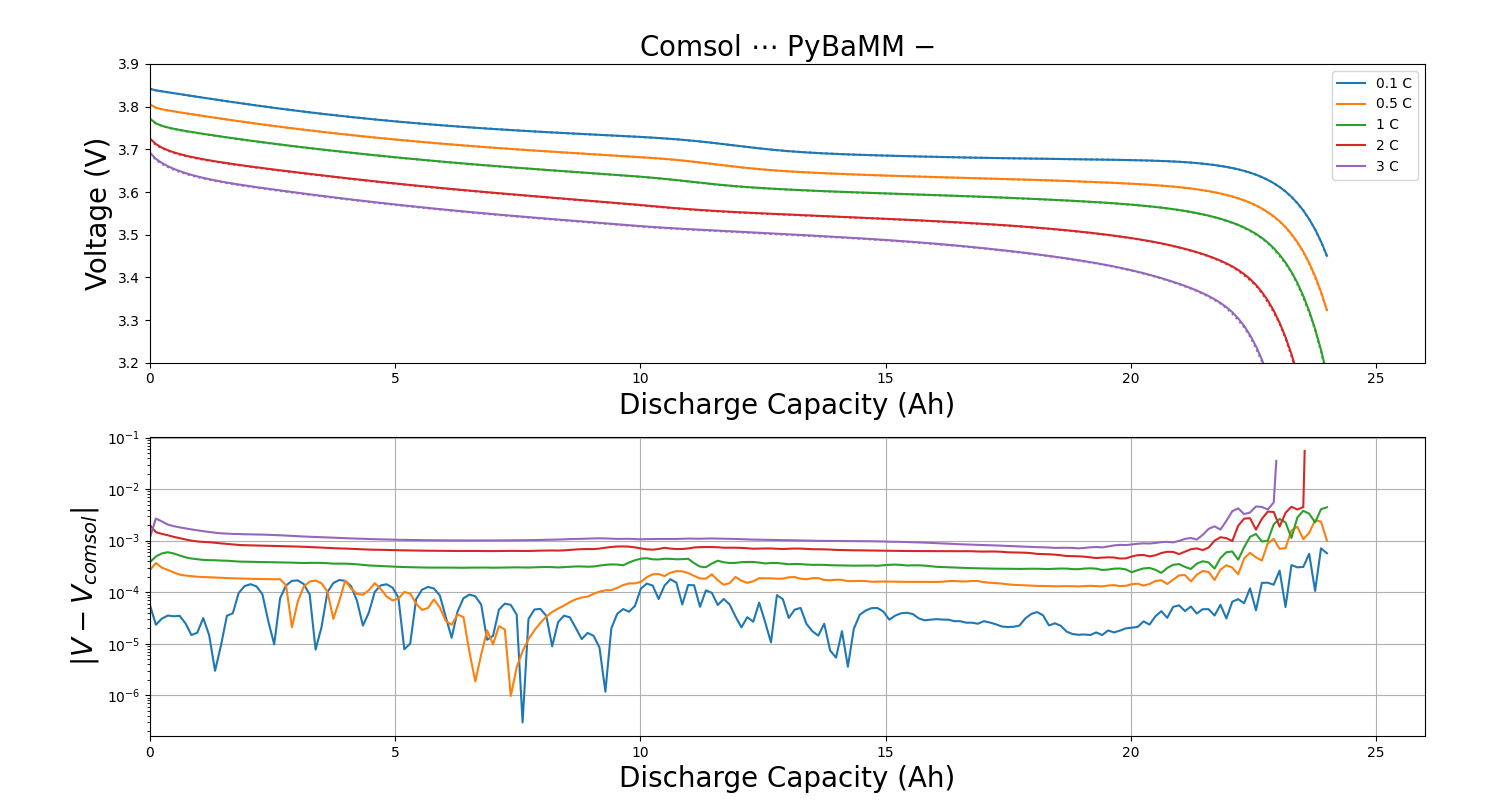 Comsol ··· PyBaMM −
Voltage (V)
3.9
3.8
3.7
3.6
3.5
3.4
3.3
3.2
0.1 C
0.5 C
1 C
2 C
3 C
0 5 10 15 20 25
Discharge Capacity (Ah)
|V − V_{comsol}|
10^{-1}
10^{-2}
10^{-3}
10^{-4}
10^{-5}
10^{-6}
0 5 10 15 20 25
Discharge Capacity (Ah)